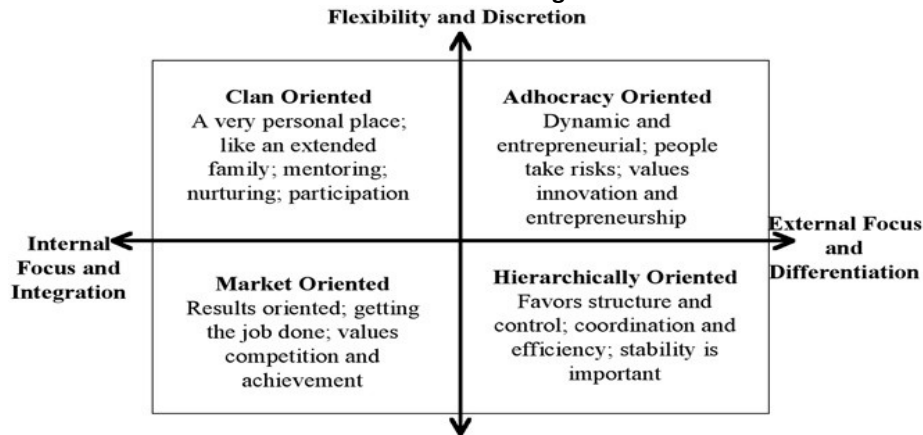 Flexibility and Discretion
Clan Oriented
A very personal place;
like an extended
family; mentoring;
nurturing; participation
Adhocracy Oriented
Dynamic and
entrepreneurial; people
take risks; values
innovation and
entrepreneurship
Internal
Focus and
Integration
External Focus
and
Differentiation
Market Oriented
Results oriented; getting
the job done; values
competition and
achievement
Hierarchically Oriented
Favors structure and
control; coordination and
efficiency; stability is
important